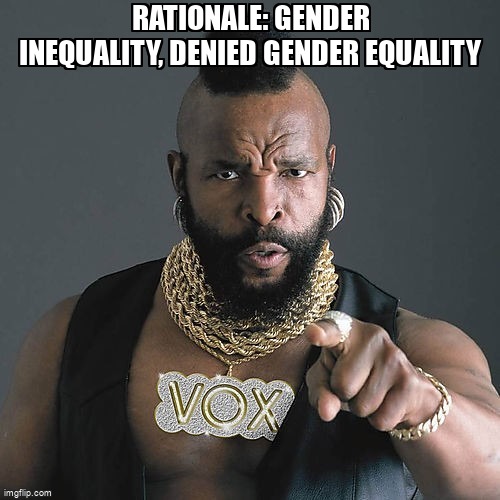 RATIONALE: GENDER
INEQUALITY, DENIED GENDER EQUALITY
VOX
imgflip.com